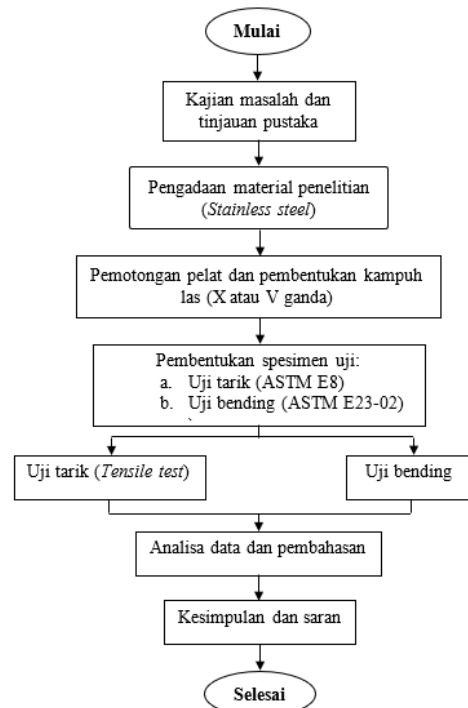 Mulai
Kajian masalah dan
tinjauan pustaka
Pengadaan material penelitian
(Stainless steel)
Pemotongan pelat dan pembentukan kampuh
las (X atau V ganda)
Pembentukan spesimen uji:
a. Uji tarik (ASTM E8)
b. Uji bending (ASTM E23-02)
`
Uji tarik (Tensile test)
Uji bending
Analisa data dan pembahasan
Kesimpulan dan saran
Selesai